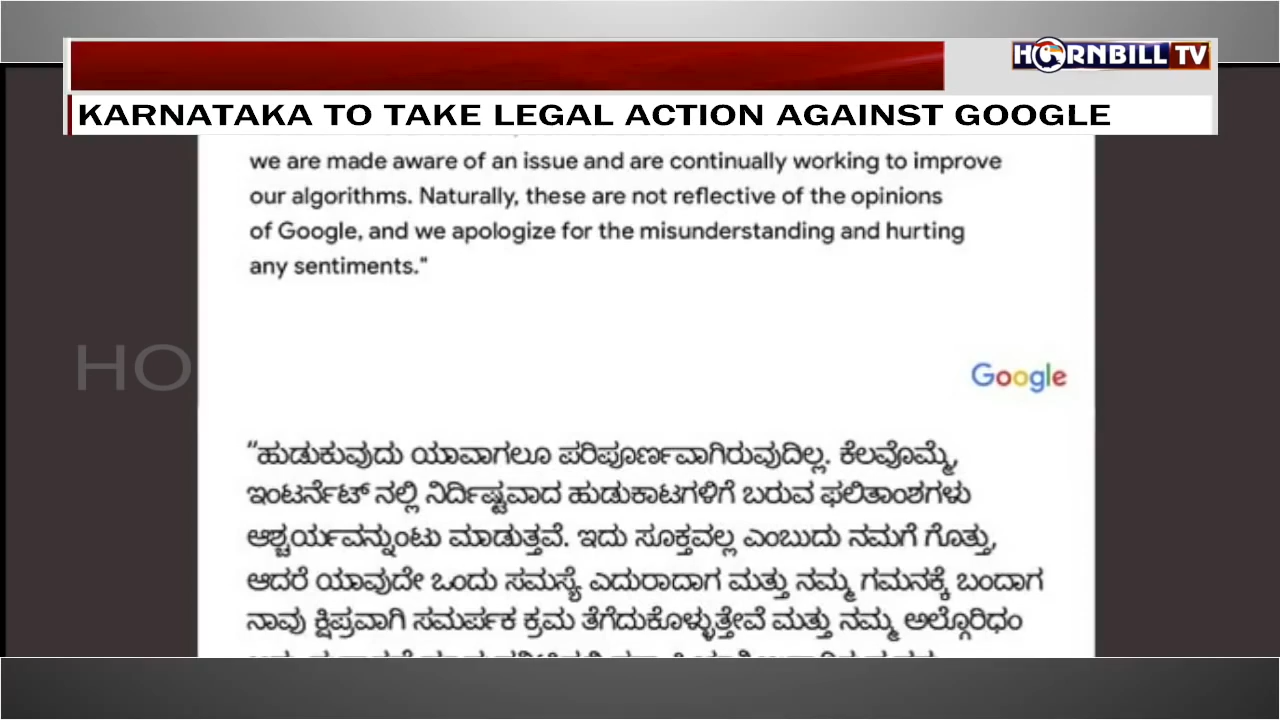 HORNBILL TV
KARNATAKA TO TAKE LEGAL ACTION AGAINST GOOGLE
we are made aware of an issue and are continually working to improve
our algorithms. Naturally, these are not reflective of the opinions
of Google, and we apologize for the misunderstanding and hurting
any sentiments."
HO
Google
"ಹುಡುಕುವುದು ಯಾವಾಗಲೂ ಪರಿಪೂರ್ಣವಾಗಿರುವುದಿಲ್ಲ. ಕೆಲವೊಮ್ಮೆ,
ಇಂಟರ್ನೆಟ್ ನಲ್ಲಿ ನಿರ್ದಿಷ್ಟವಾದ ಹುಡುಕಾಟಗಳಿಗೆ ಬರುವ ಫಲಿತಾಂಶಗಳು
ಆಶ್ಚರ್ಯವನ್ನುಂಟು ಮಾಡುತ್ತವೆ. ಇದು ಸೂಕ್ತವಲ್ಲ ಎಂಬುದು ನಮಗೆ ಗೊತ್ತು,
ಆದರೆ ಯಾವುದೇ ಒಂದು ಸಮಸ್ಯೆ ಎದುರಾದಾಗ ಮತ್ತು ನಮ್ಮ ಗಮನಕ್ಕೆ ಬಂದಾಗ
ನಾವು ಕ್ಷಿಪ್ರವಾಗಿ ಸಮರ್ಪಕ ಕ್ರಮ ತೆಗೆದುಕೊಳ್ಳುತ್ತೇವೆ ಮತ್ತು ನಮ್ಮ ಅಲ್ಗೊರಿಧಂ